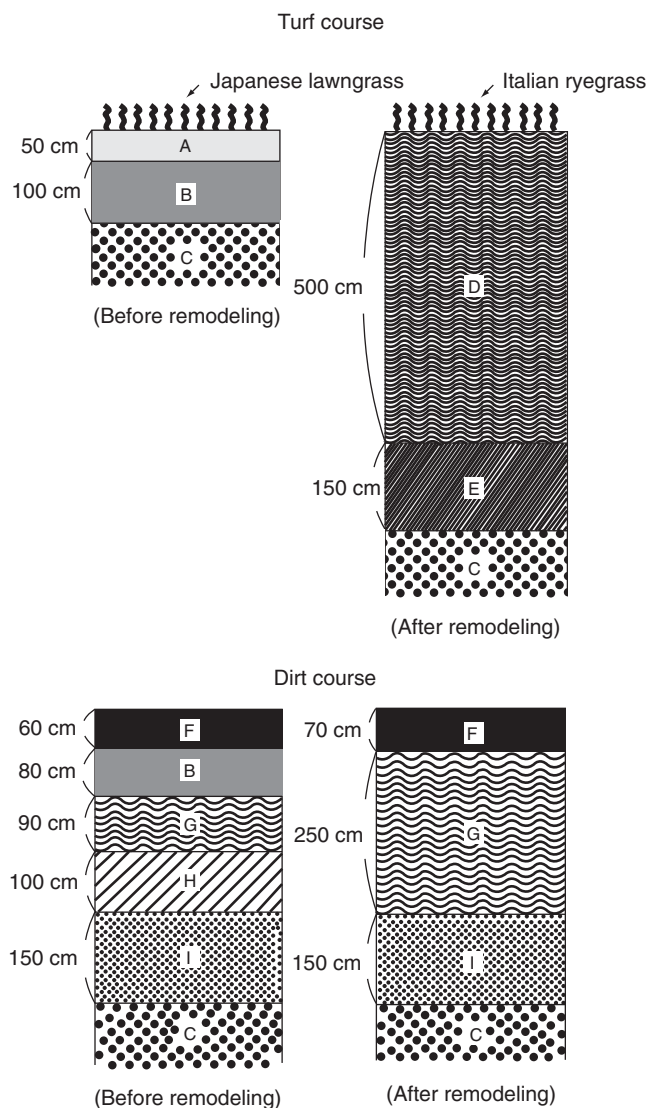 Turf course
Japanese lawngrass
Italian ryegrass
50 cm
A
100 cm
B
C
(Before remodeling)
500 cm
D
150 cm
E
C
(After remodeling)
Dirt course
60 cm
F
80 cm
B
90 cm
G
100 cm
H
150 cm
I
C
(Before remodeling)
70 cm
F
250 cm
G
150 cm
I
C
(After remodeling)